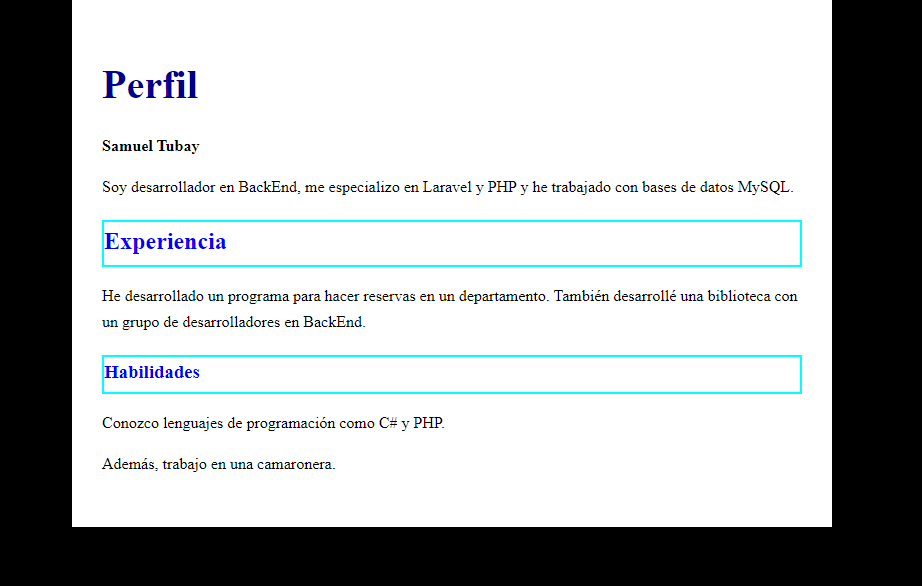 Perfil
Samuel Tubay
Soy desarrollador en BackEnd, me especializo en Laravel y PHP y he trabajado con bases de datos MySQL.
Experiencia
He desarrollado un programa para hacer reservas en un departamento. También desarrollé una biblioteca con
un grupo de desarrolladores en BackEnd.
Habilidades
Conozco lenguajes de programación como C# y PHP.
Además, trabajo en una camaronera.